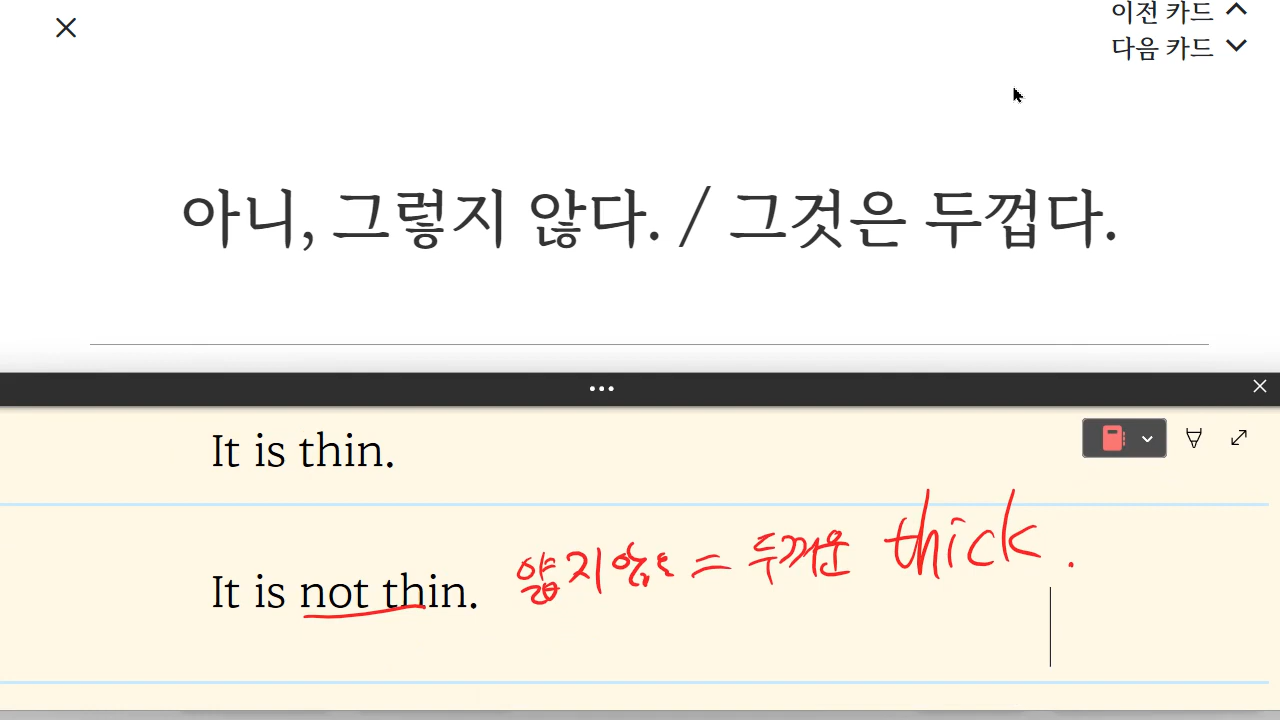 이전 카드
다음 카드
아니, 그렇지 않다. / 그것은 두껍다.
It is thin.
It is not thin. 얇지 않은 = 두꺼운 thick.